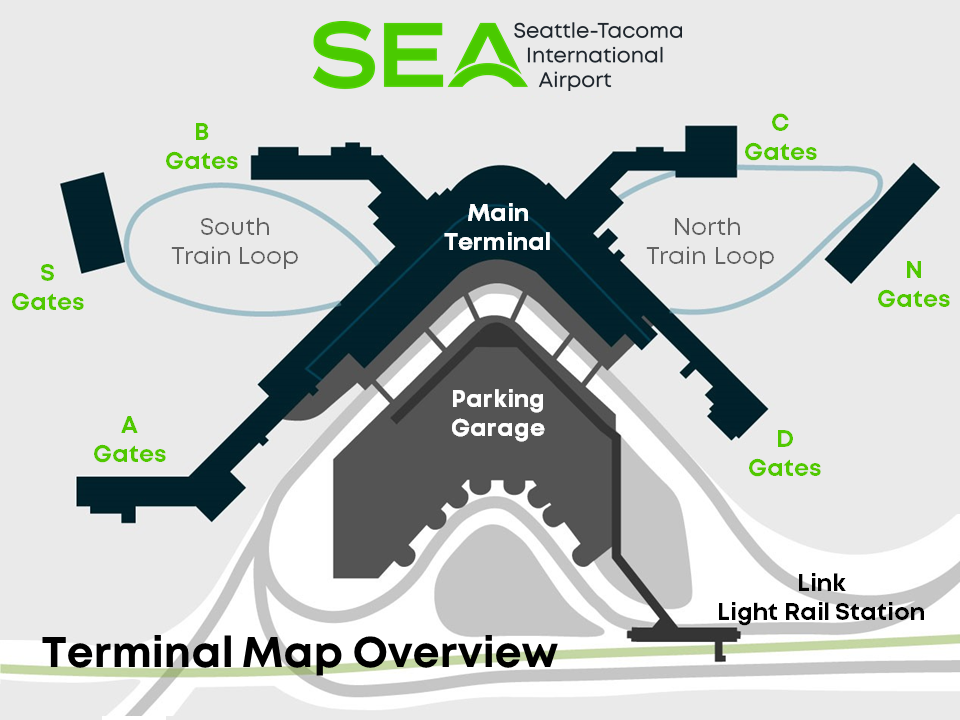 SEA
Seattle-Tacoma
International
Airport
B
Gates
C
Gates
South
Train Loop
Main
Terminal
North
Train Loop
S
Gates
N
Gates
Parking
Garage
A
Gates
D
Gates
Link
Light Rail Station
Terminal Map Overview